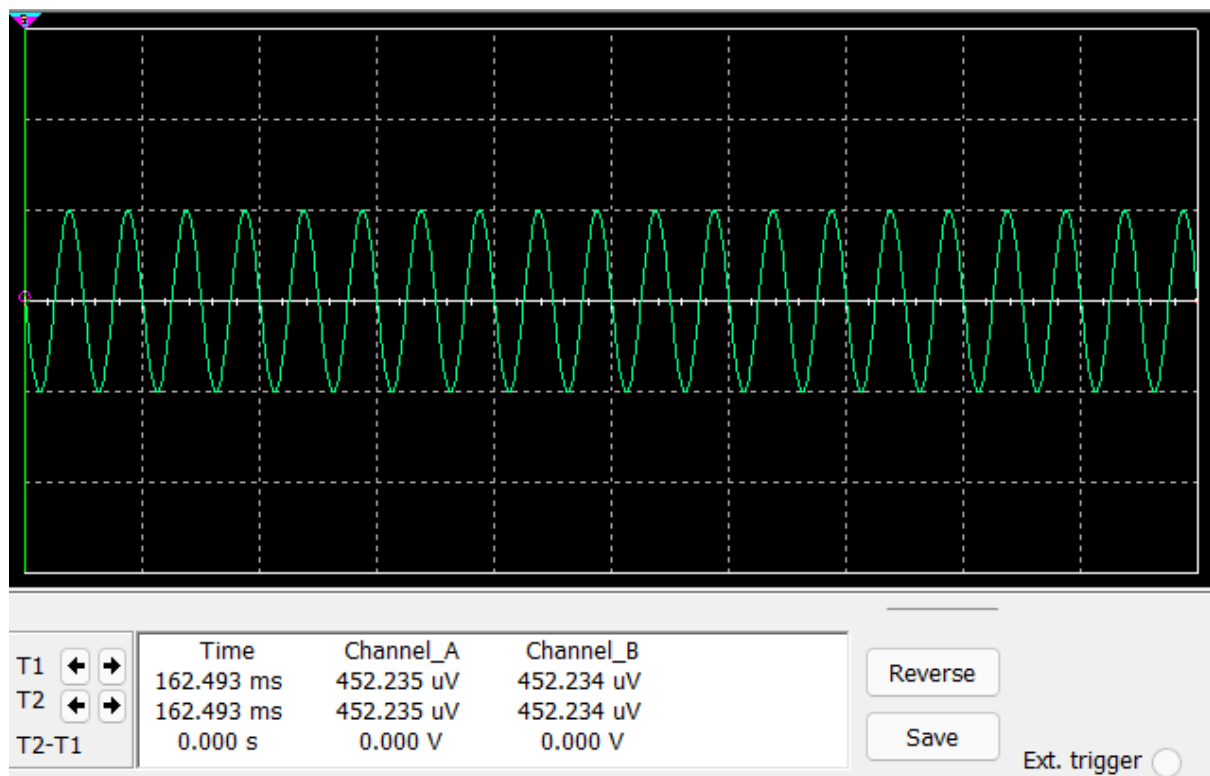 Time Channel_A Channel_B
T1 162.493 ms 452.235 uV 452.234 uV
T2 162.493 ms 452.235 uV 452.234 uV
T2-T1 0.000 s 0.000 V 0.000 V
Reverse
Save
Ext. trigger